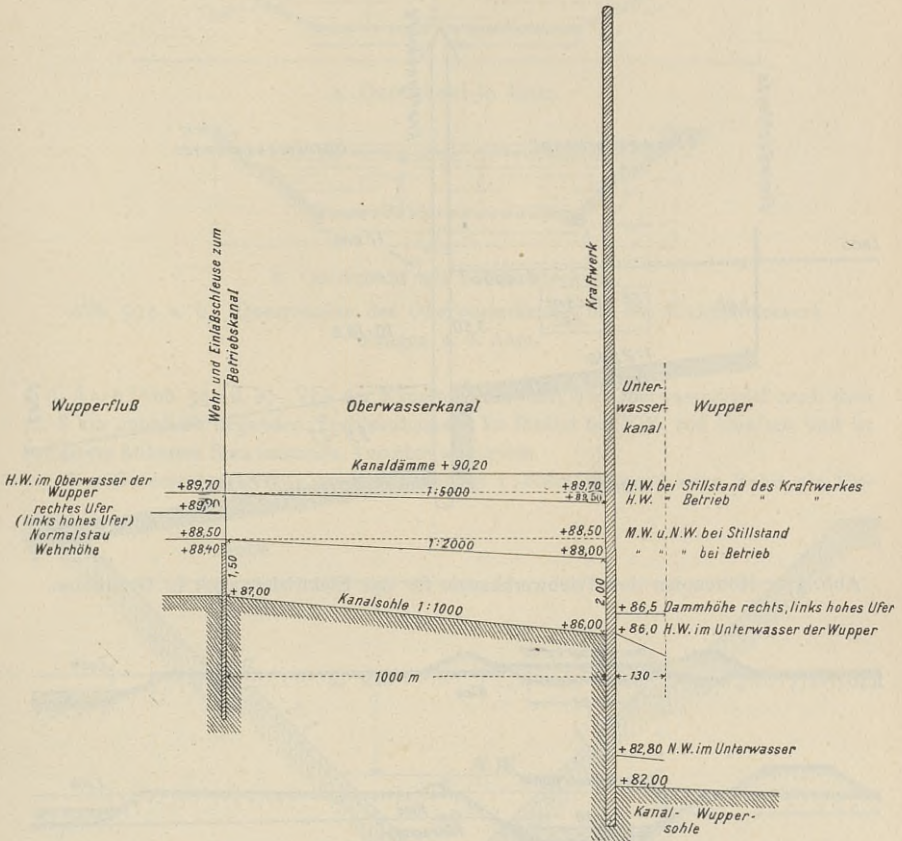 Wehr und Einlaßschleuse zum
Betriebskanal
Kraftwerk
Wupperfluß
Oberwasserkanal
Unter-
wasser-
kanal
Wupper
Kanaldämme + 90,20
H.W. im Oberwasser der
Wupper
+89,70
1:5000
+89,70
H.W. bei Stillstand des Kraftwerkes
+89,50
H.W. " Betrieb " "
rechtes Ufer
(links hohes Ufer)
Normalstau
+88,50
+88,50
M.W. u. N.W. bei Stillstand
Wehrhöhe
+88,40
1:2000
+88,00
" " " bei Betrieb
1,50
2,00
+ 87,00
Kanalsohle 1:1000
+ 86,5 Dammhöhe rechts, links hohes Ufer
+86,00
+ 86,0 H.W. im Unterwasser der Wupper
1000 m
130
+ 82,80 N.W. im Unterwasser
+ 82,00
Kanal- Wupper-
sohle